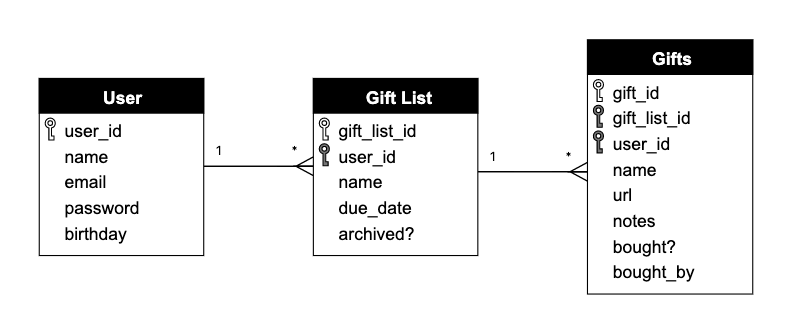 User
user_id
name
email
password
birthday
1
*
Gift List
gift_list_id
user_id
name
due_date
archived?
1
*
Gifts
gift_id
gift_list_id
user_id
name
url
notes
bought?
bought_by